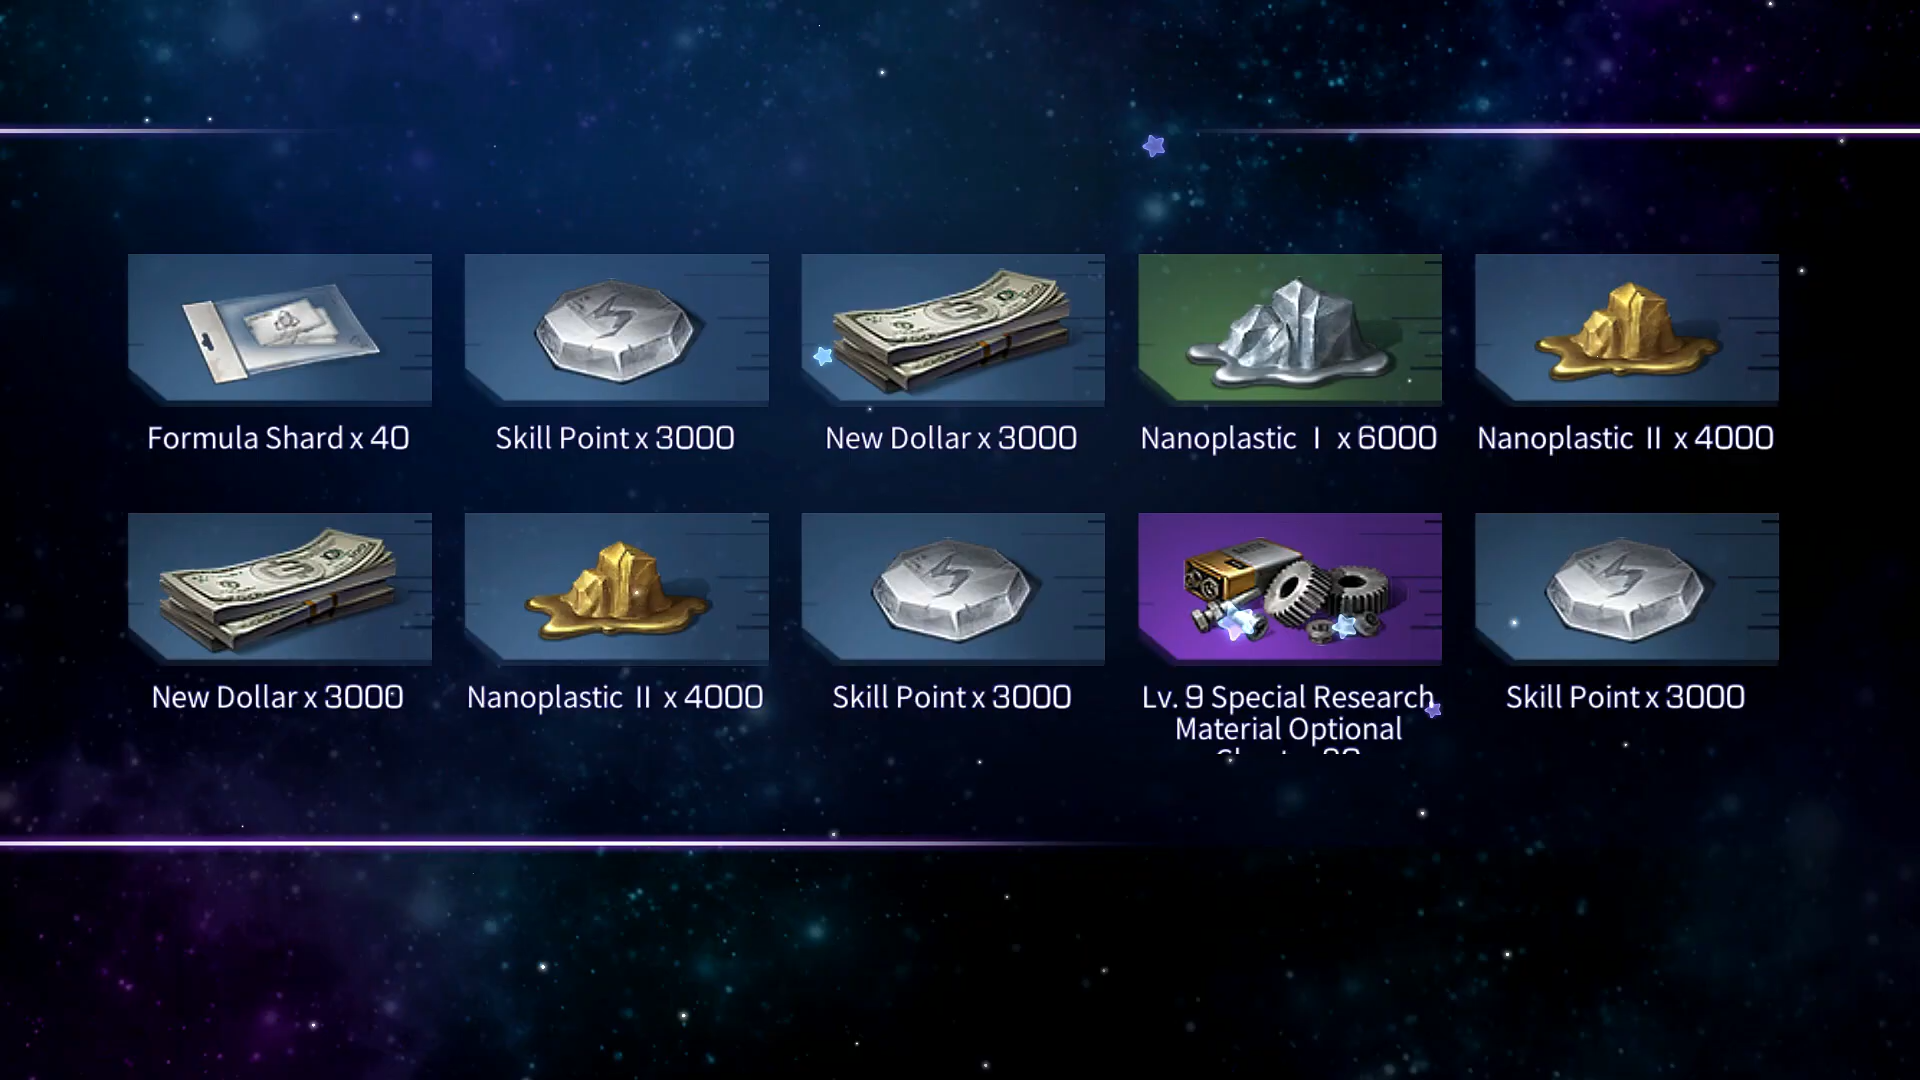 Formula Shard x 40
Skill Point x 3000
New Dollar x 3000
Nanoplastic Ⅰ x 6000
Nanoplastic Ⅱ x 4000
New Dollar x 3000
Nanoplastic Ⅱ x 4000
Skill Point x 3000
Lv. 9 Special Research
Material Optional
Skill Point x 3000